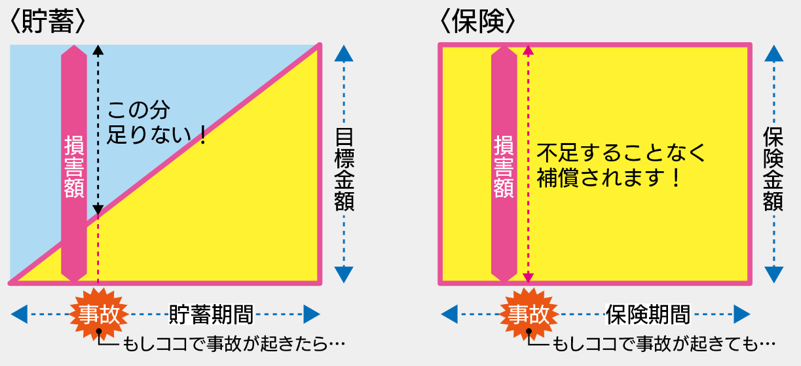 〈貯蓄〉
この分
足りない！
損害額
目標金額
事故
貯蓄期間
もしココで事故が起きたら…
〈保険〉
損害額
不足することなく
補償されます！
保険金額
事故
保険期間
もしココで事故が起きても…